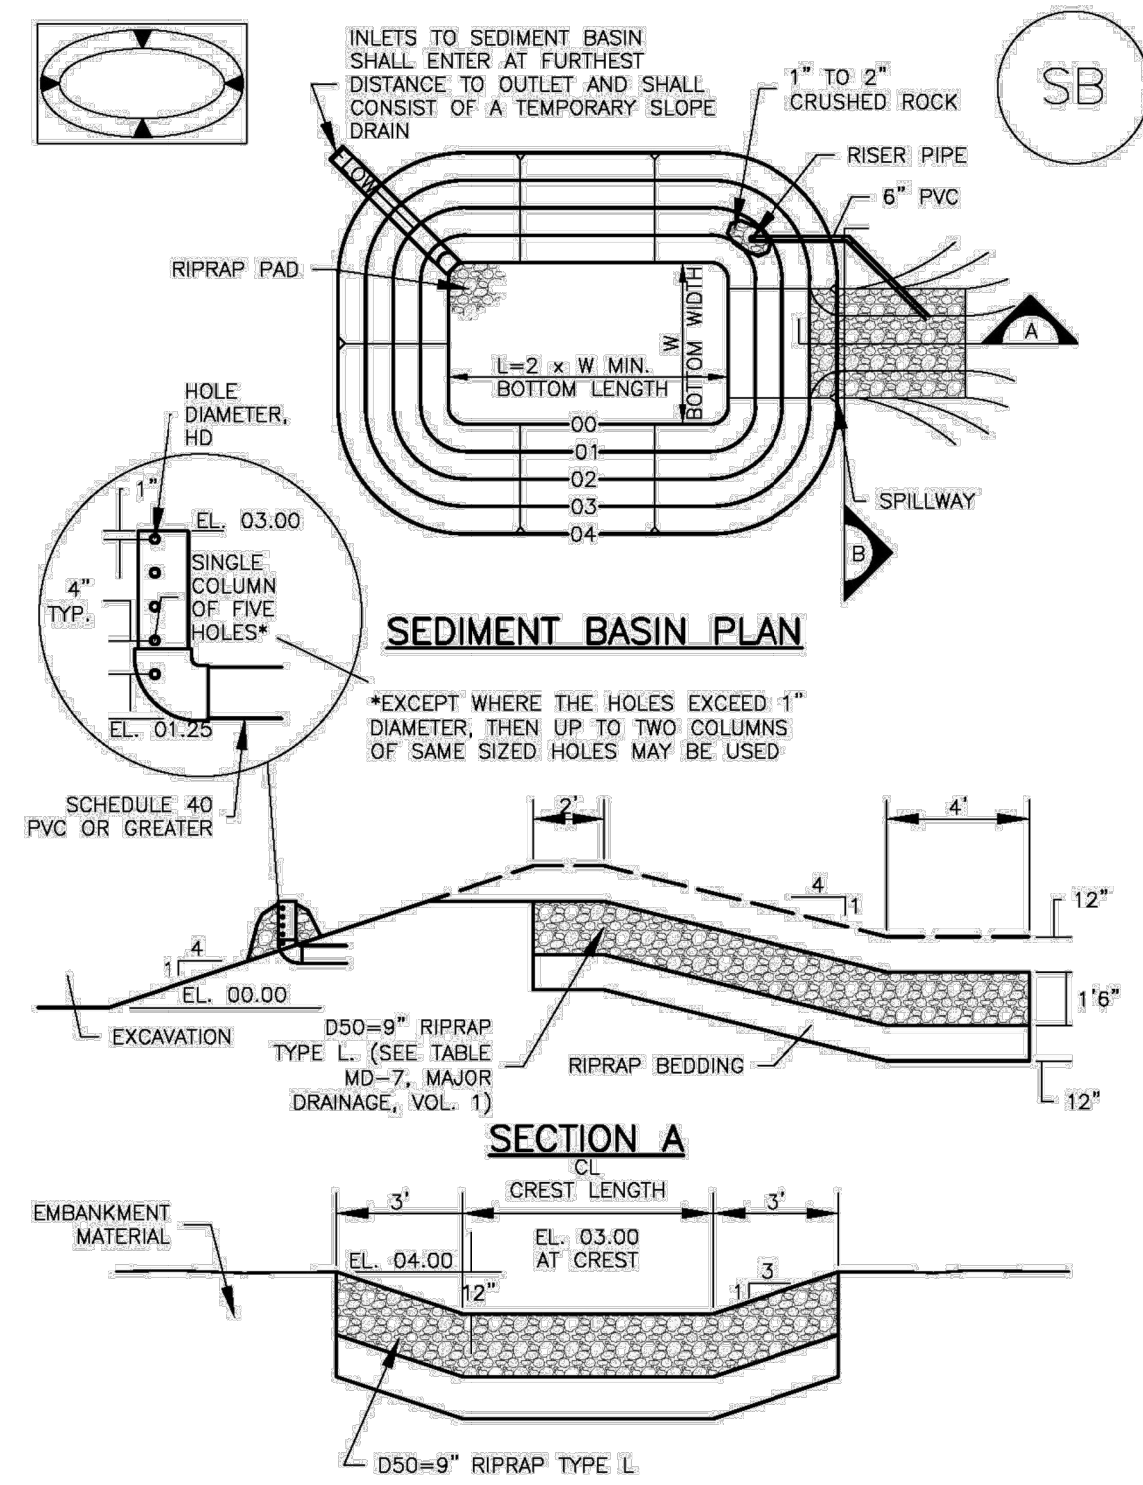 INLETS TO SEDIMENT BASIN
SHALL ENTER AT FURTHEST
DISTANCE TO OUTLET AND SHALL
CONSIST OF A TEMPORARY SLOPE
DRAIN
1" TO 2"
CRUSHED ROCK
SB
RISER PIPE
6" PVC
FLOW
RIPRAP PAD
A
L=2 x W MIN.
BOTTOM LENGTH
W
BOTTOM WIDTH
00
01
02
03
04
SPILLWAY
B
HOLE
DIAMETER,
HD
1"
EL. 03.00
4"
TYP.
SINGLE
COLUMN
OF FIVE
HOLES*
EL. 01.25
SEDIMENT BASIN PLAN
*EXCEPT WHERE THE HOLES EXCEED 1"
DIAMETER, THEN UP TO TWO COLUMNS
OF SAME SIZED HOLES MAY BE USED
SCHEDULE 40
PVC OR GREATER
2'
4'
4
1
12"
4
1
EL. 00.00
1'6"
EXCAVATION
D50=9" RIPRAP
TYPE L. (SEE TABLE
MD-7, MAJOR
DRAINAGE, VOL. 1)
RIPRAP BEDDING
12"
SECTION A
CL
CREST LENGTH
EMBANKMENT
MATERIAL
3'
3'
EL. 03.00
AT CREST
EL. 04.00
12"
3
1
D50=9" RIPRAP TYPE L